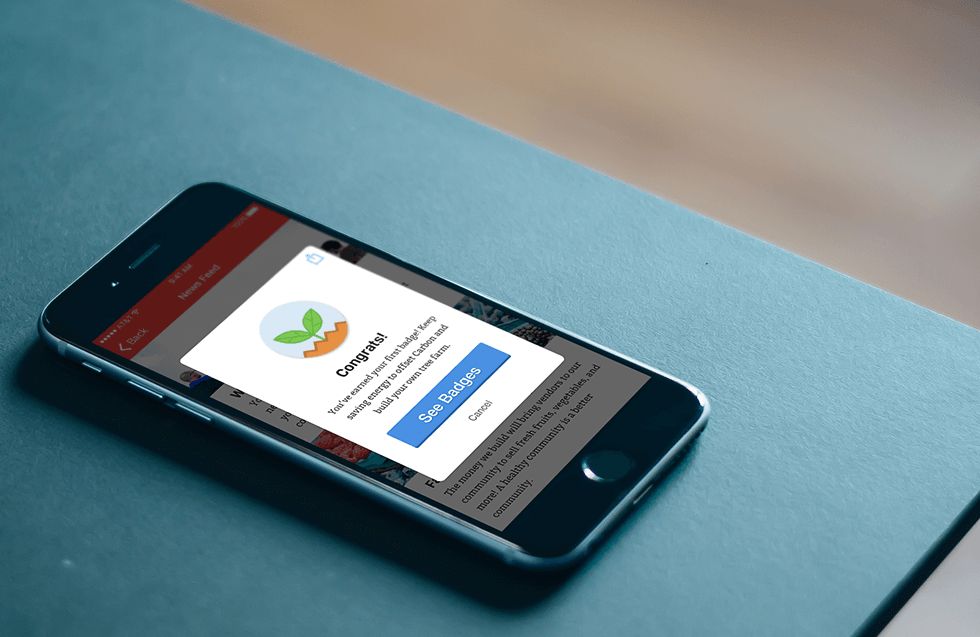 AT&T
9:41 AM
Back
News Feed
Congrats!
You've earned your first badge! Keep
saving energy to offset Carbon and
build your own tree farm.
See Badges
Cancel
The money we build will bring vendors to our
community to sell fresh fruits, vegetables, and
more! A healthy community is a better
community.